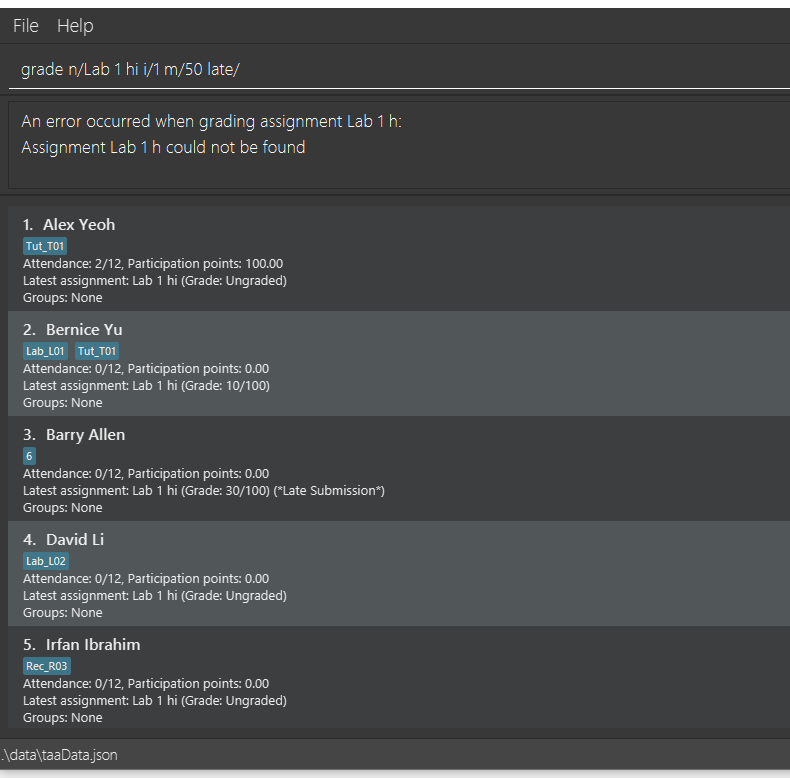 File Help
grade n/Lab 1 hi i/1 m/50 late/
An error occurred when grading assignment Lab 1 h:
Assignment Lab 1 h could not be found
1. Alex Yeoh
Tut_T01
Attendance: 2/12, Participation points: 100.00
Latest assignment: Lab 1 hi (Grade: Ungraded)
Groups: None
2. Bernice Yu
Lab_L01 Tut_T01
Attendance: 0/12, Participation points: 0.00
Latest assignment: Lab 1 hi (Grade: 10/100)
Groups: None
3. Barry Allen
6
Attendance: 0/12, Participation points: 0.00
Latest assignment: Lab 1 hi (Grade: 30/100) (*Late Submission*)
Groups: None
4. David Li
Lab_L02
Attendance: 0/12, Participation points: 0.00
Latest assignment: Lab 1 hi (Grade: Ungraded)
Groups: None
5. Irfan Ibrahim
Rec_R03
Attendance: 0/12, Participation points: 0.00
Latest assignment: Lab 1 hi (Grade: Ungraded)
Groups: None
.\data\taaData.json